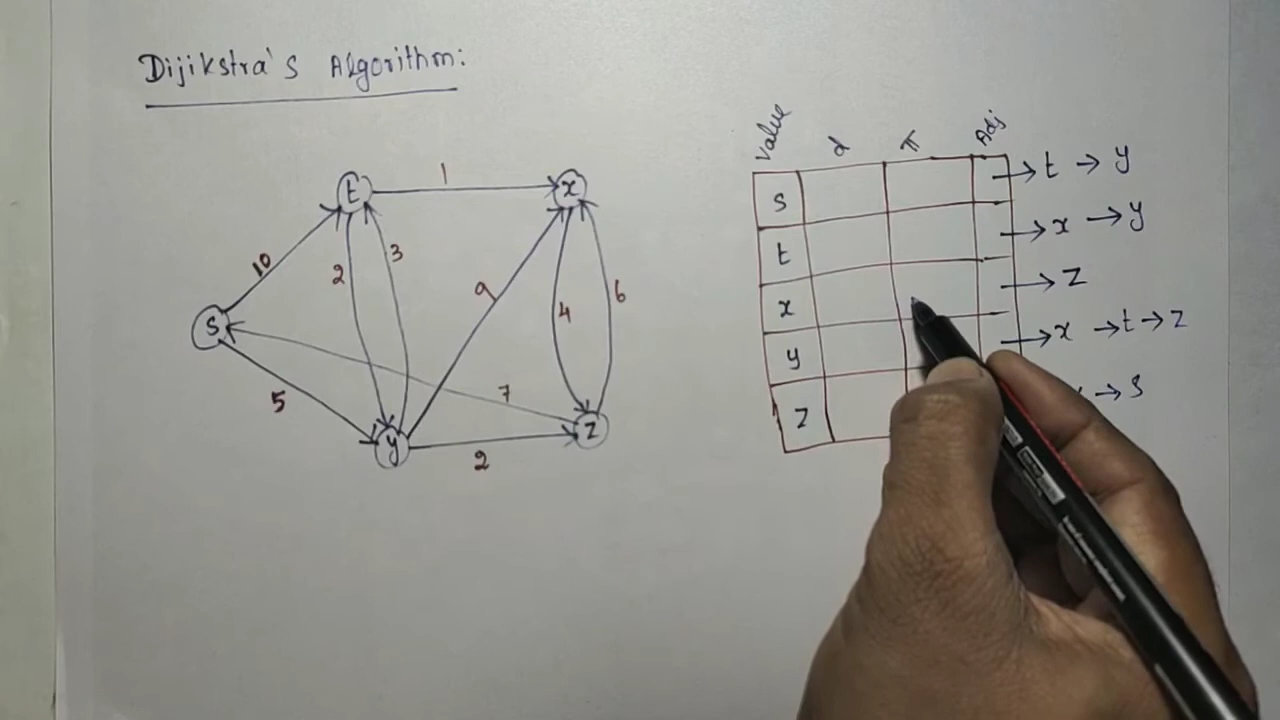 Dijikstra's Algorithm:
Value d π Adj
t 1 x
10 2 3 9 4 6
s
5 7
y 2 z
s → t → y
t → x → y
x → z
y → x → t → z
z → s